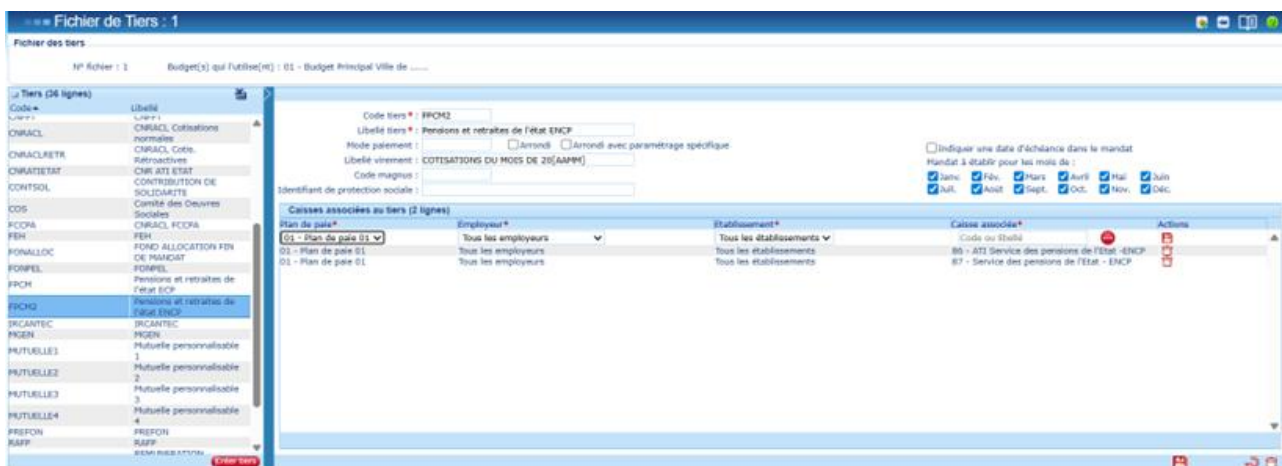 Fichier de Tiers : 1
Fichier des tiers
N° fichier : 1 Budget(s) qui l'utilise(nt) : 01 - Budget Principal Ville de ......
Tiers (36 lignes)
Code Libellé
CNRACL CNRACL Cotisations normales
CNRACLRETR CNRACL Cotis. Rétroactives
CNRATIETAT CNR ATI ETAT
CONTSOL CONTRIBUTION DE SOLIDARITE
COS Comité des Oeuvres Sociales
FCCPA CNRACL FCCPA
FEH FEH
FONALLOC FOND ALLOCATION FIN DE MANDAT
FONPEL FONPEL
FPCM Pensions et retraites de l'état ECP
FPCM2 Pensions et retraites de l'état ENCP
IRCANTEC IRCANTEC
MGEN MGEN
MUTUELLE1 Mutuelle personnalisable 1
MUTUELLE2 Mutuelle personnalisable 2
MUTUELLE3 Mutuelle personnalisable 3
MUTUELLE4 Mutuelle personnalisable 4
PREFON PREFON
RAFP RAFP
Créer tiers
Code tiers * : FPCM2
Libellé tiers * : Pensions et retraites de l'état ENCP
Mode paiement : Arrondi Arrondi avec paramétrage spécifique
Libellé virement : COTISATIONS DU MOIS DE 20[AAMM]
Code magnus :
Identifiant de protection sociale :
Indiquer une date d'échéance dans le mandat
Mandat à établir pour les mois de :
Janv. Fév. Mars Avril Mai Juin
Juil. Août Sept. Oct. Nov. Déc.
Caisses associées au tiers (2 lignes)
Plan de paie* Employeur* Etablissement* Caisse associée* Actions
01 - Plan de paie 01 Tous les employeurs Tous les établissements Code ou libellé
01 - Plan de paie 01 Tous les employeurs Tous les établissements 86 - ATI Service des pensions de l'Etat -ENCP
01 - Plan de paie 01 Tous les employeurs Tous les établissements 87 - Service des pensions de l'Etat - ENCP